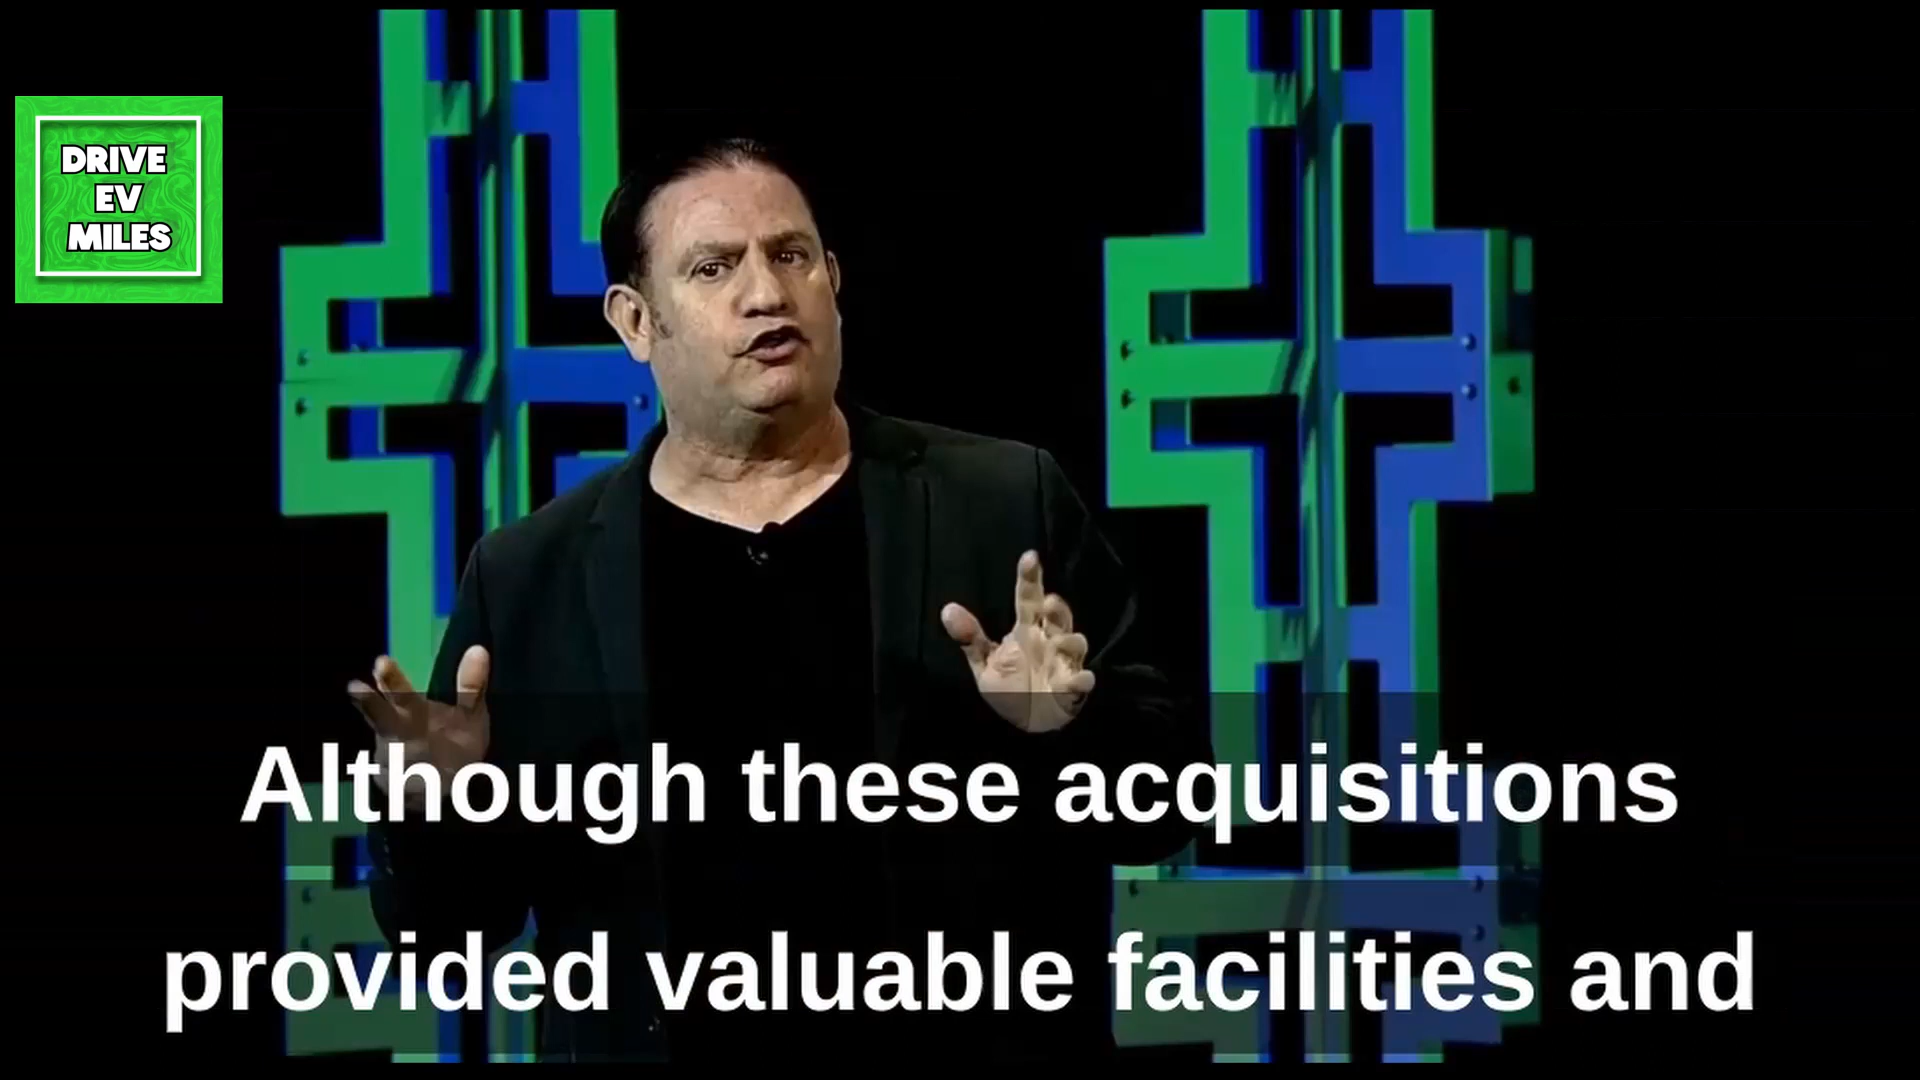 DRIVE
EV
MILES
Although these acquisitions
provided valuable facilities and